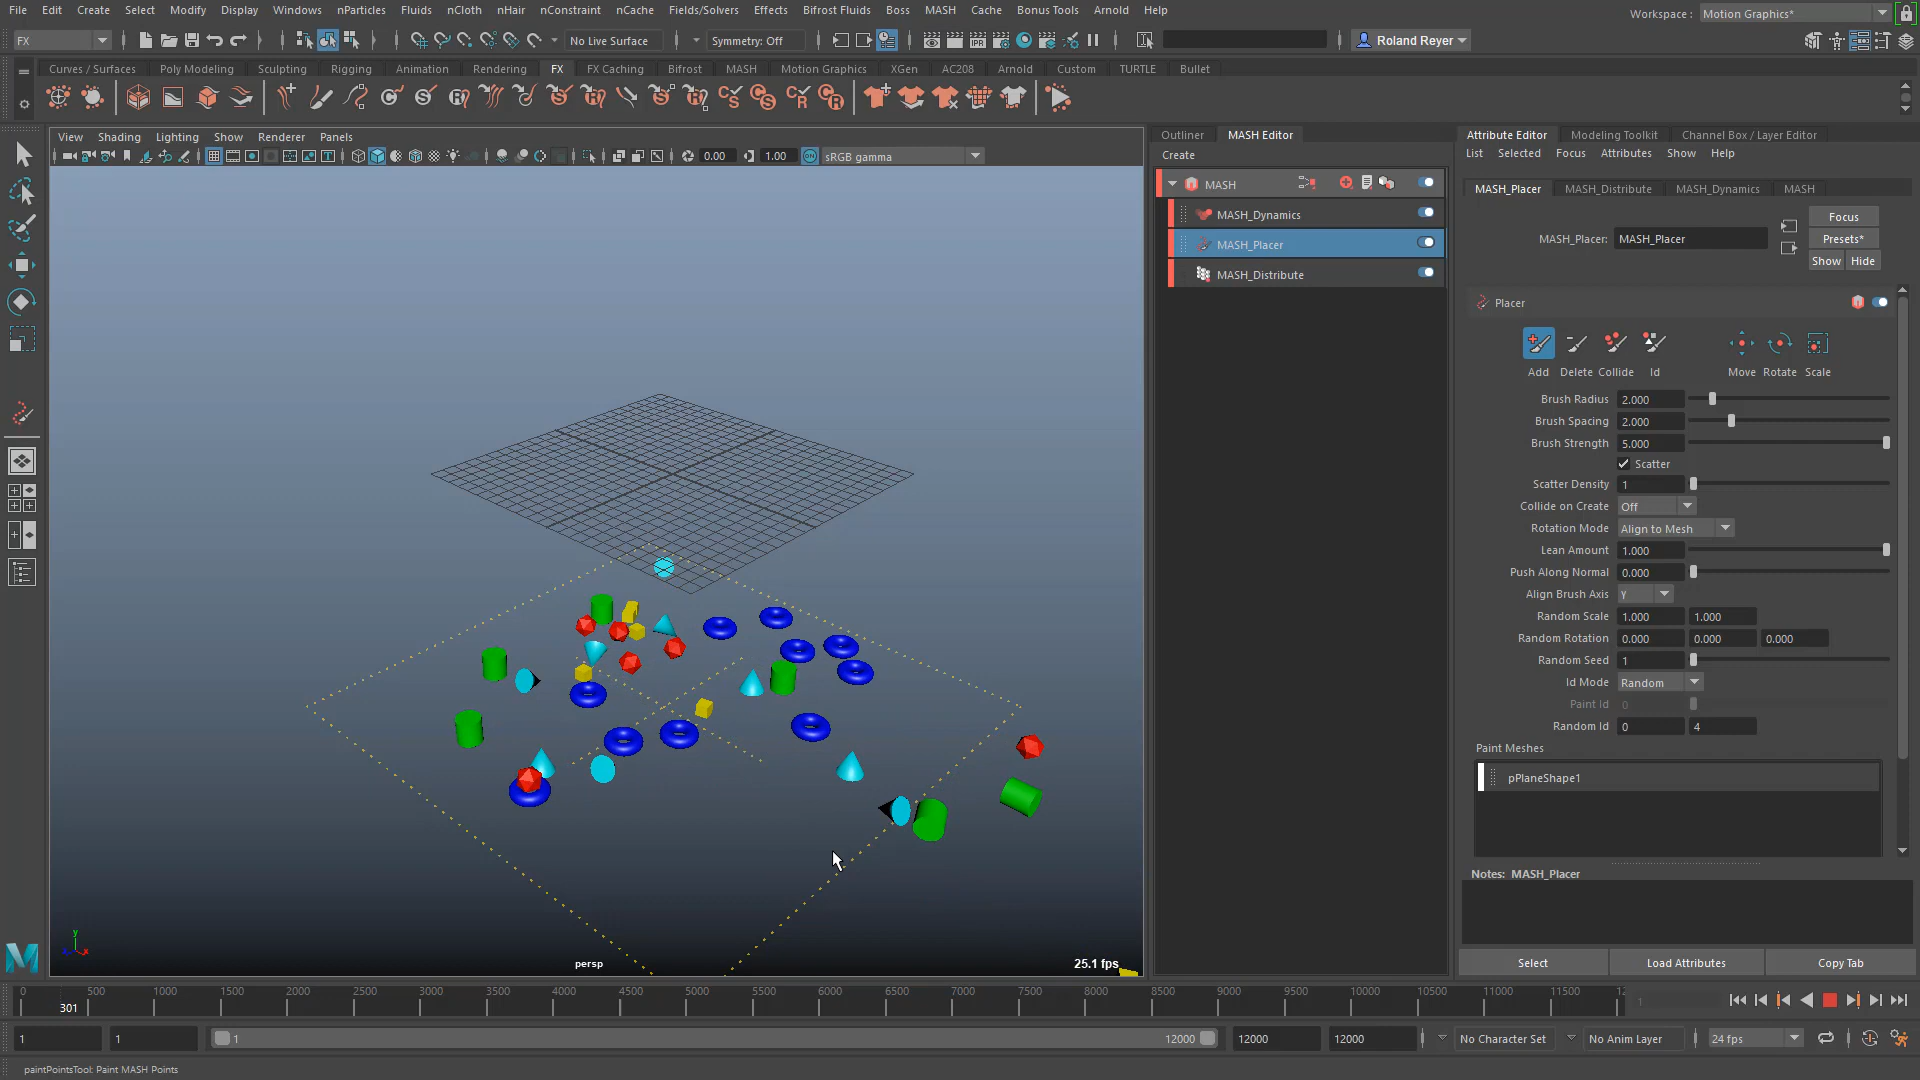 File Edit Create Select Modify Display Windows nParticles Fluids nCloth nHair nConstraint nCache Fields/Solvers Effects Bifrost Fluids Boss MASH Cache Bonus Tools Arnold Help
Workspace : Motion Graphics*
FX No Live Surface Symmetry: Off Roland Reyer
Curves / Surfaces Poly Modeling Sculpting Rigging Animation Rendering FX FX Caching Bifrost MASH Motion Graphics XGen AC208 Arnold Custom TURTLE Bullet
View Shading Lighting Show Renderer Panels
0.00 1.00 sRGB gamma
persp
25.1 fps
Outliner MASH Editor
Create
MASH
MASH_Dynamics
MASH_Placer
MASH_Distribute
Attribute Editor Modeling Toolkit Channel Box / Layer Editor
List Selected Focus Attributes Show Help
MASH_Placer MASH_Distribute MASH_Dynamics MASH
Focus
MASH_Placer: MASH_Placer Presets*
Show Hide
Placer
Add Delete Collide Id Move Rotate Scale
Brush Radius 2.000
Brush Spacing 2.000
Brush Strength 5.000
Scatter
Scatter Density 1
Collide on Create Off
Rotation Mode Align to Mesh
Lean Amount 1.000
Push Along Normal 0.000
Align Brush Axis y
Random Scale 1.000 1.000
Random Rotation 0.000 0.000 0.000
Random Seed 1
Id Mode Random
Paint Id 0
Random Id 0 4
Paint Meshes
pPlaneShape1
Notes: MASH_Placer
Select Load Attributes Copy Tab
0 500 1000 1500 2000 2500 3000 3500 4000 4500 5000 5500 6000 6500 7000 7500 8000 8500 9000 9500 10000 10500 11000 11500 12
301
1
1 1 1 12000 12000 12000 No Character Set No Anim Layer 24 fps
paintPointsTool: Paint MASH Points